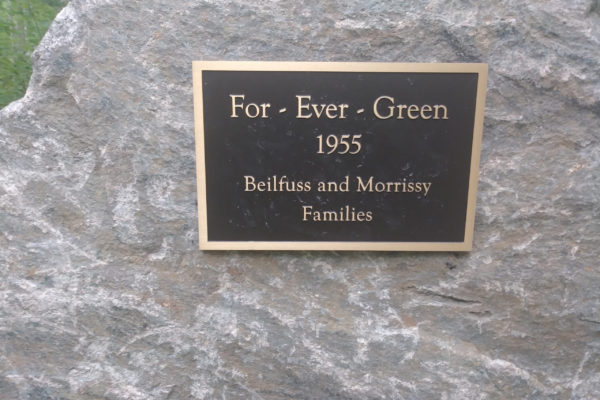 For - Ever - Green
1955
Beilfuss and Morrissy
Families